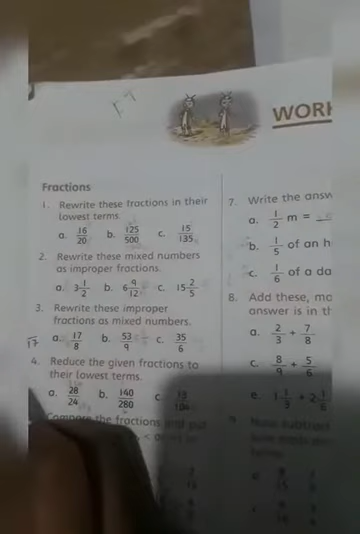 WORK
Fractions
1. Rewrite these fractions in their
lowest terms.
a. 16/20 b. 125/500 c. 15/135
2. Rewrite these mixed numbers
as improper fractions.
a. 3 1/2 b. 6 9/12 c. 15 2/5
3. Rewrite these improper
fractions as mixed numbers.
a. 17/8 b. 53/9 c. 35/6
4. Reduce the given fractions to
their lowest terms.
a. 28/24 b. 140/280 c.
the fractions and put
7. Write the answ
a. 1/2 m =
b. 1/5 of an h
c. 1/6 of a da
8. Add these, ma
answer is in th
a. 2/3 + 7/8
c. 8/9 + 5/6
e. 1 1/3 + 2 1/6